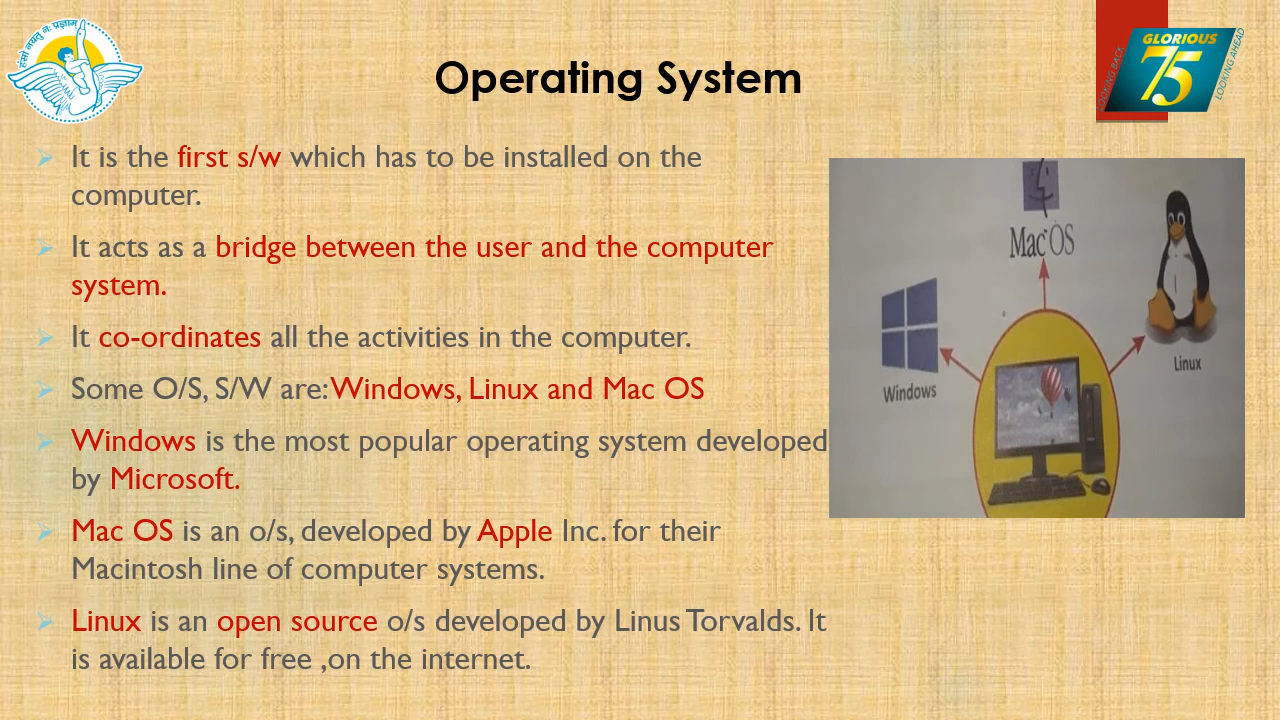 हंसो नयतु नः प्रज्ञाम्
Operating System
GLORIOUS
75
LOOKING BACK
LOOKING AHEAD
It is the first s/w which has to be installed on the
computer.
It acts as a bridge between the user and the computer
system.
It co-ordinates all the activities in the computer.
Some O/S, S/W are: Windows, Linux and Mac OS
Windows is the most popular operating system developed
by Microsoft.
Mac OS is an o/s, developed by Apple Inc. for their
Macintosh line of computer systems.
Linux is an open source o/s developed by Linus Torvalds. It
is available for free ,on the internet.
Mac OS
Windows
Linux